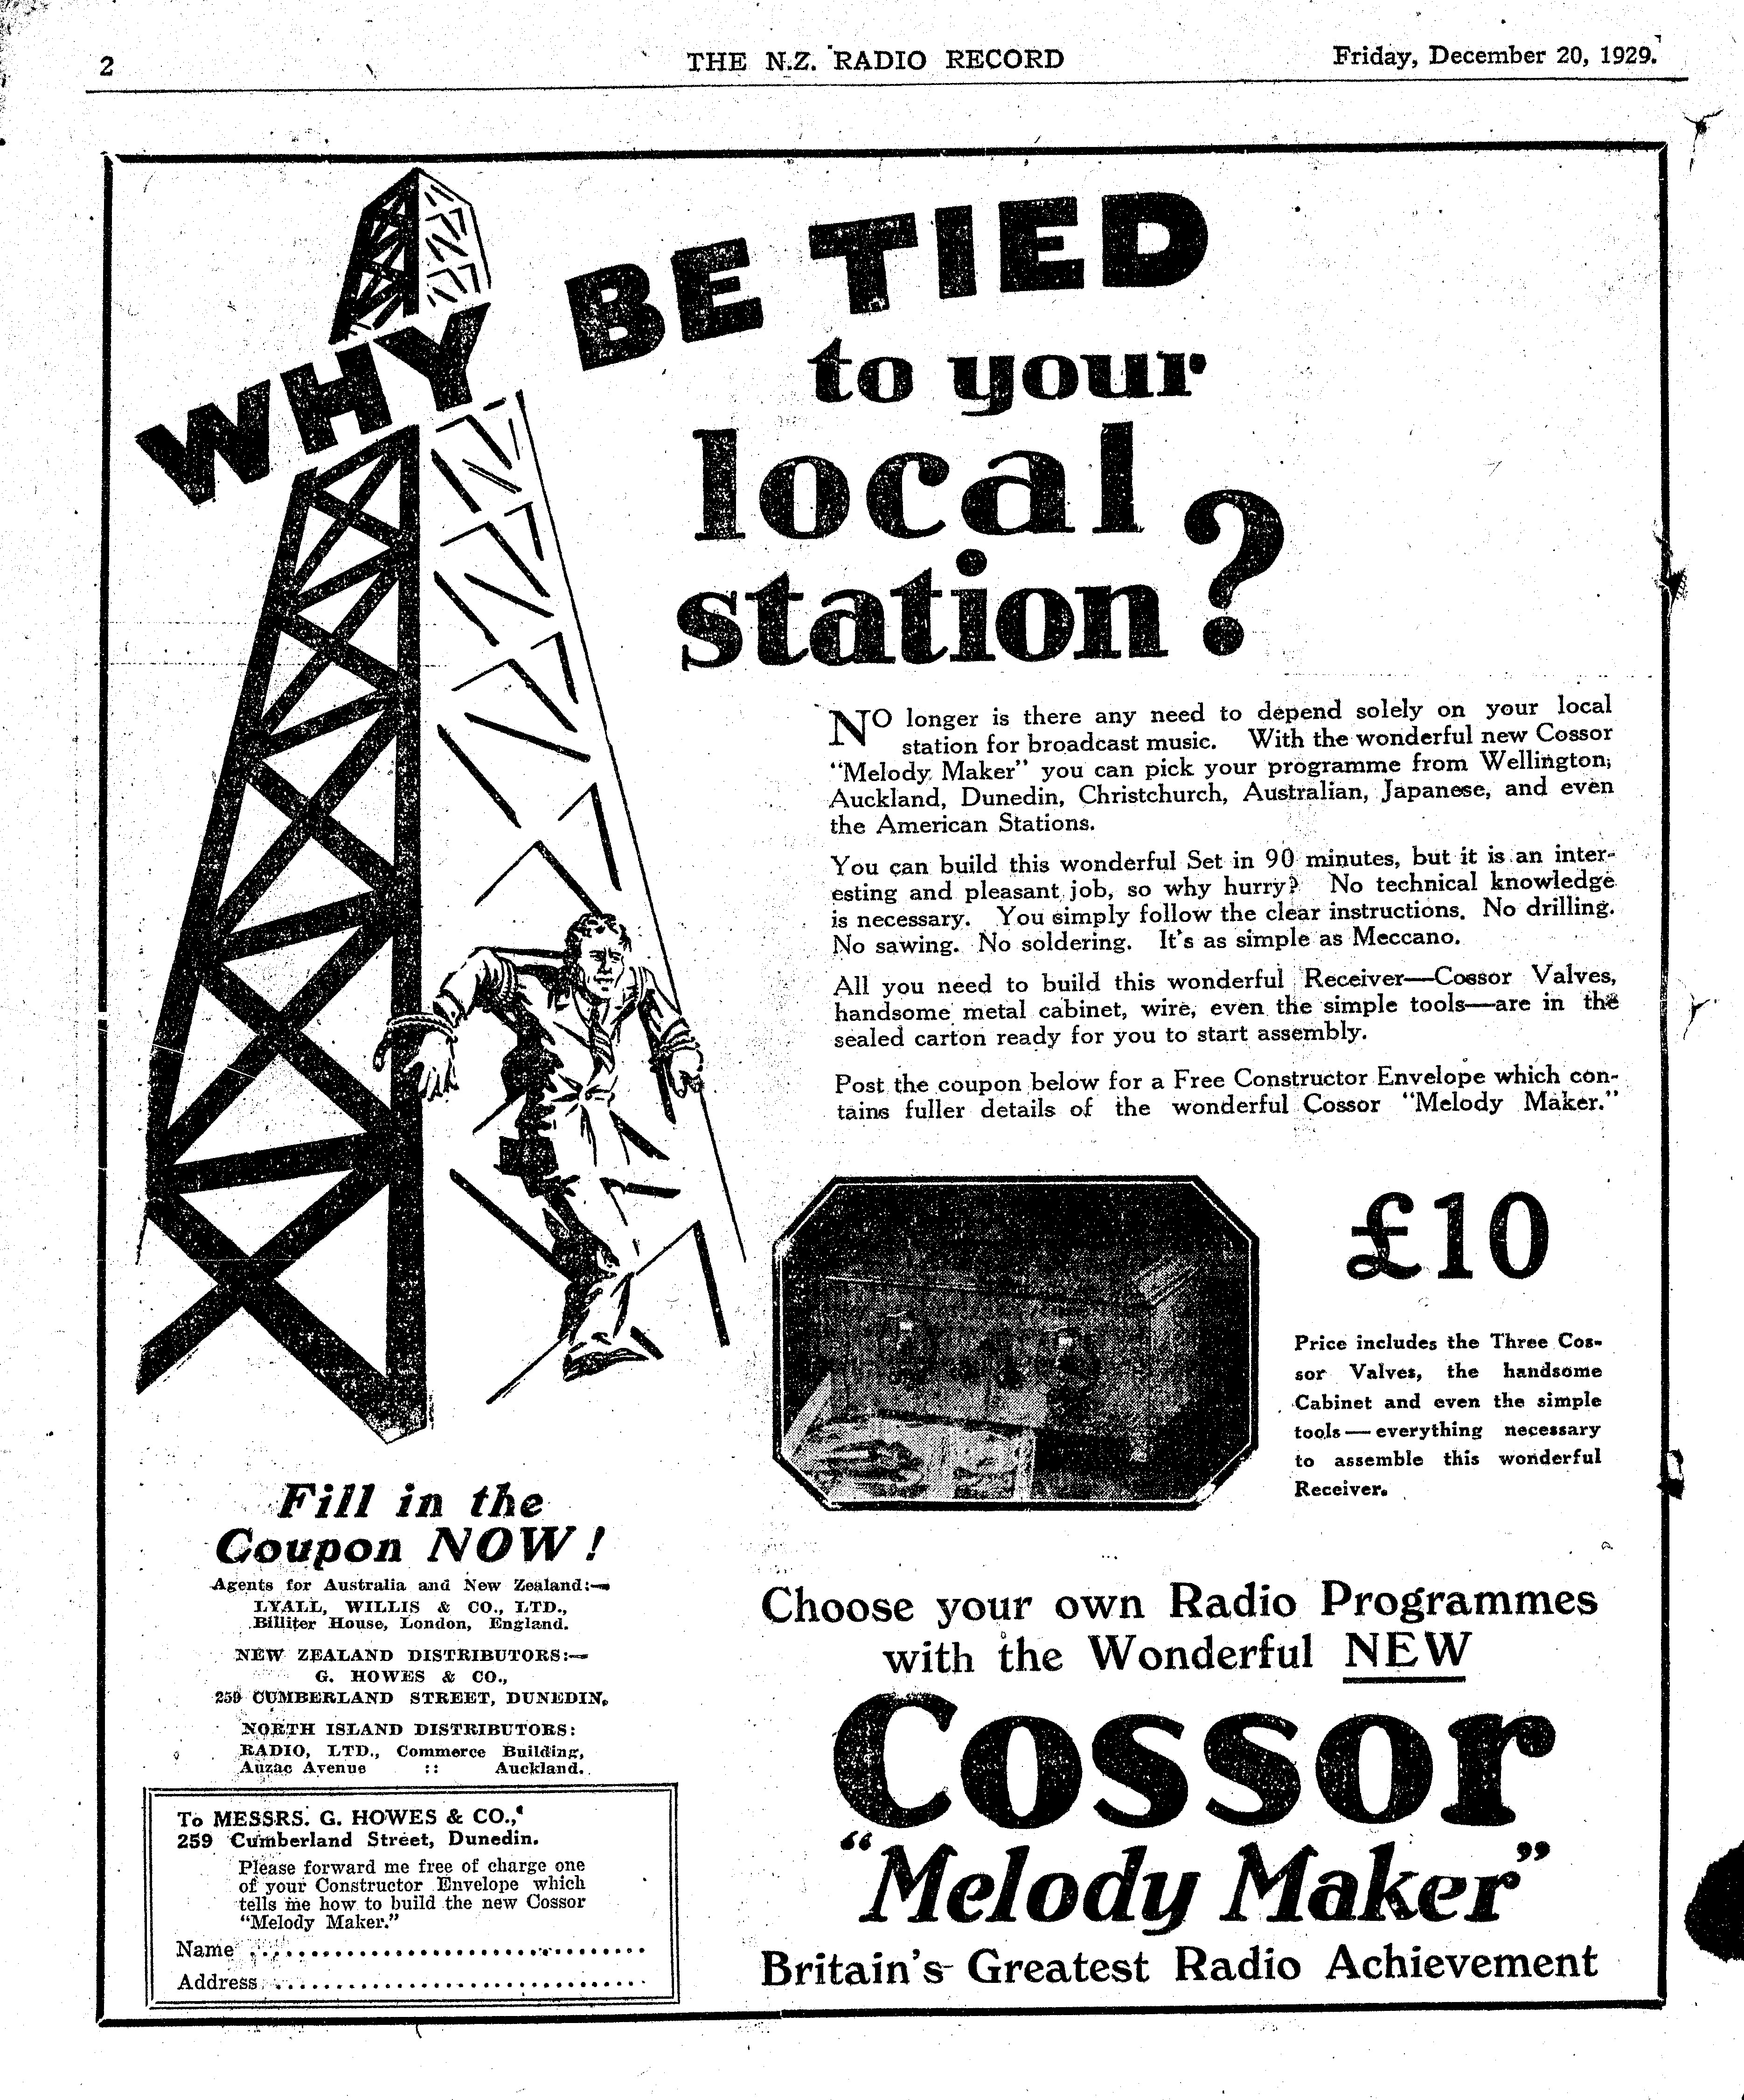 2
THE N.Z. RADIO RECORD
Friday, December 20, 1929.
WHY BE TIED
to your
local
station?
NO longer is there any need to depend solely on your local
station for broadcast music. With the wonderful new Cossor
"Melody Maker" you can pick your programme from Wellington,
Auckland, Dunedin, Christchurch, Australian, Japanese, and even
the American Stations.
You can build this wonderful Set in 90 minutes, but it is an inter-
esting and pleasant job, so why hurry? No technical knowledge
is necessary. You simply follow the clear instructions. No drilling.
No sawing. No soldering. It's as simple as Meccano.
All you need to build this wonderful Receiver—Cossor Valves,
handsome metal cabinet, wire, even the simple tools—are in the
sealed carton ready for you to start assembly.
Post the coupon below for a Free Constructor Envelope which con-
tains fuller details of the wonderful Cossor "Melody Maker."
£10
Price includes the Three Cos-
sor Valves, the handsome
Cabinet and even the simple
tools—everything necessary
to assemble this wonderful
Receiver.
Fill in the
Coupon NOW!
Agents for Australia and New Zealand:—
LYALL, WILLIS & CO., LTD.,
Billiter House, London, England.
NEW ZEALAND DISTRIBUTORS:—
G. HOWES & CO.,
259 CUMBERLAND STREET, DUNEDIN.
NORTH ISLAND DISTRIBUTORS:
RADIO, LTD., Commerce Building,
Anzac Avenue :: Auckland.
To MESSRS. G. HOWES & CO.,
259 Cumberland Street, Dunedin.
Please forward me free of charge one
of your Constructor Envelope which
tells me how to build the new Cossor
"Melody Maker."
Name ..................................
Address ...............................
Choose your own Radio Programmes
with the Wonderful NEW
Cossor
"Melody Maker"
Britain's Greatest Radio Achievement